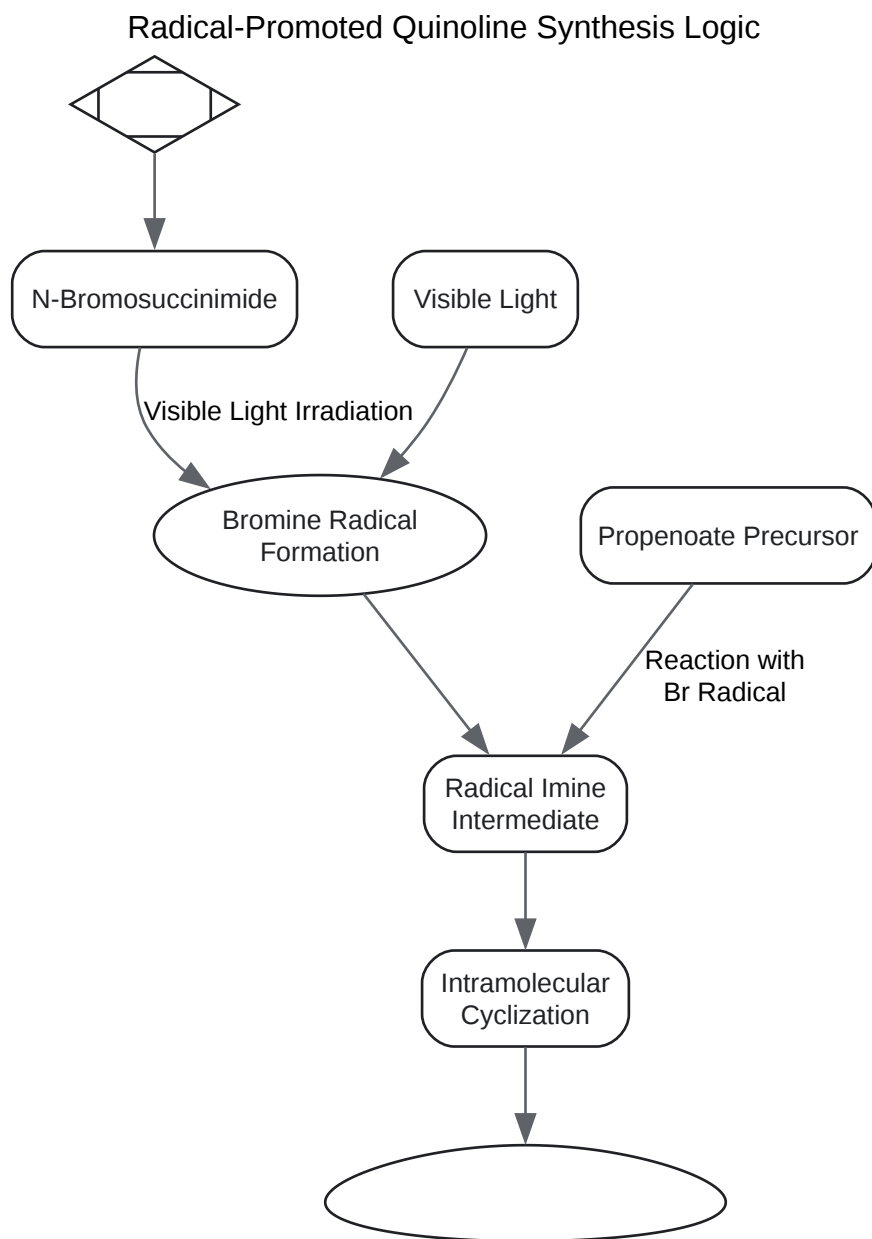 Radical-Promoted Quinoline Synthesis Logic
N-Bromosuccinimide
Visible Light
Visible Light Irradiation
Bromine Radical
Formation
Propenoate Precursor
Reaction with
Br Radical
Radical Imine
Intermediate
Intramolecular
Cyclization